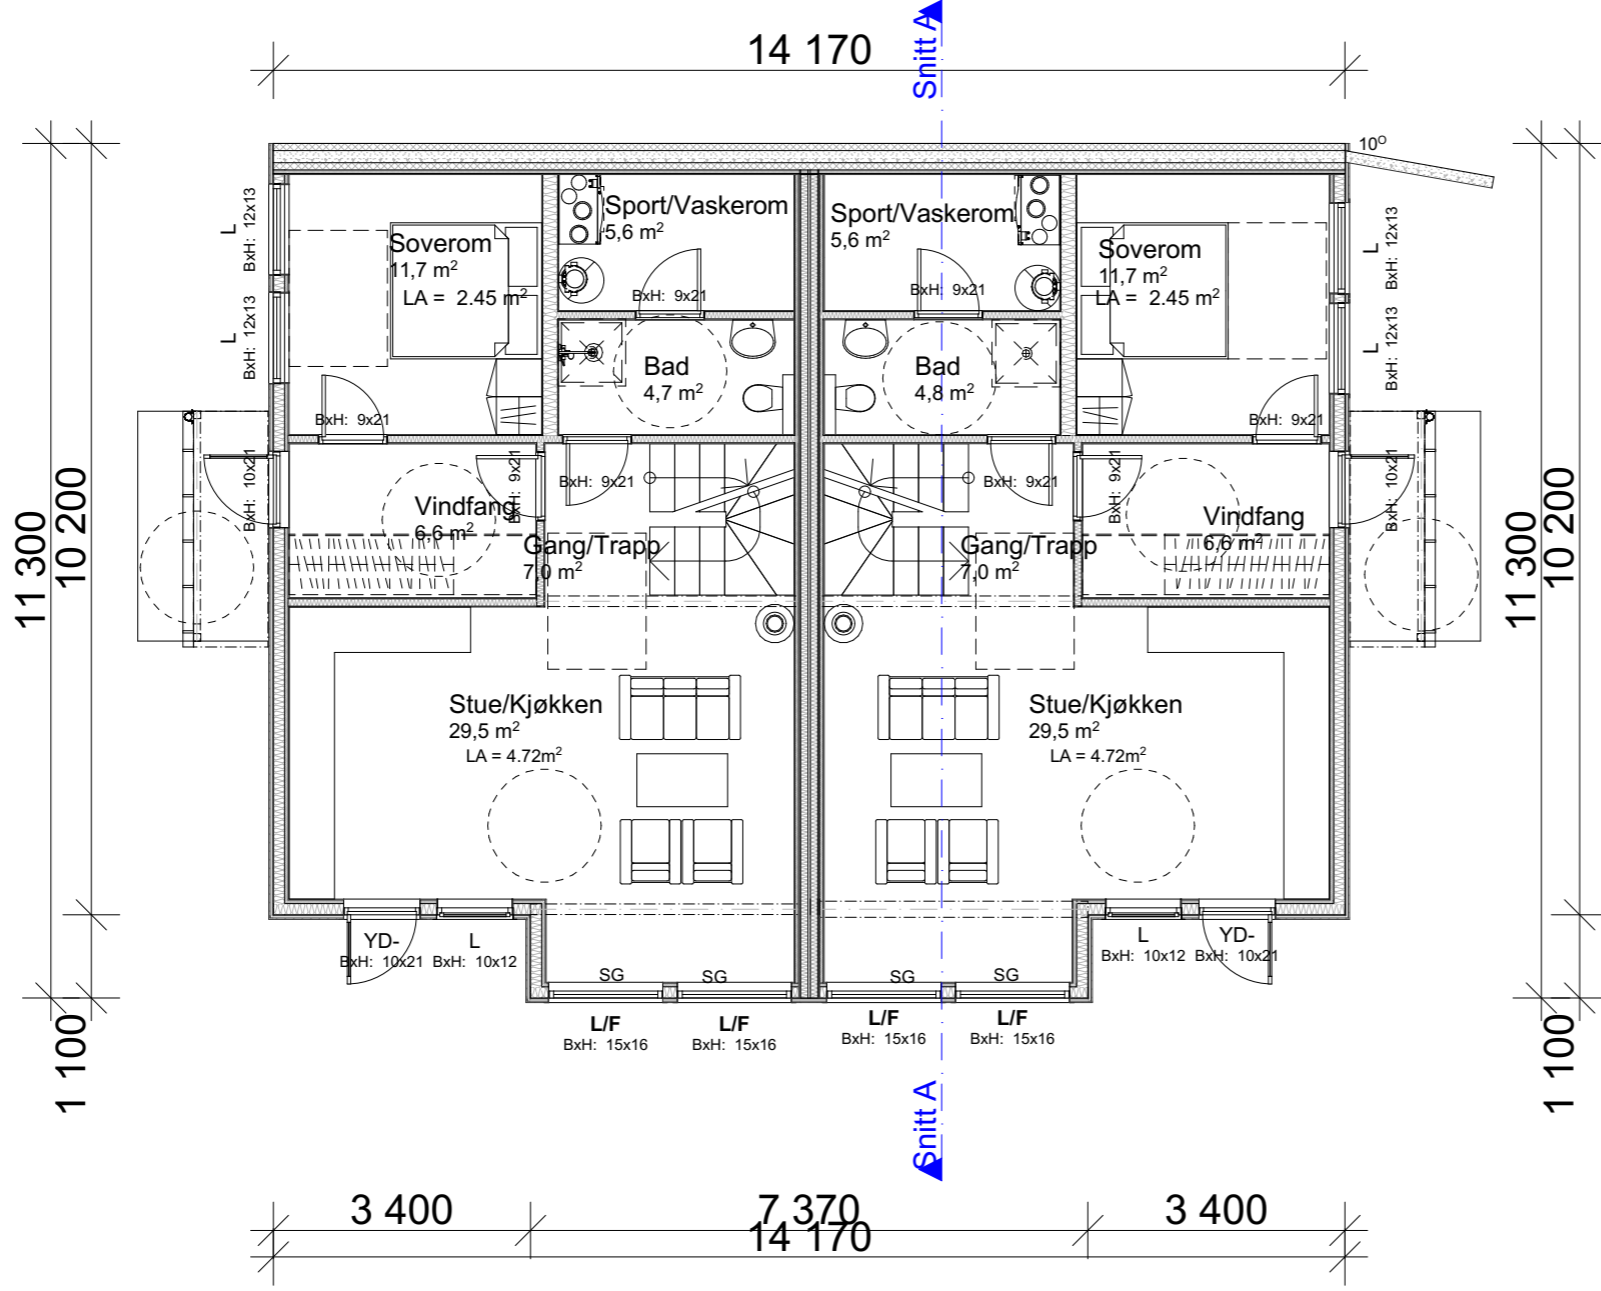 Snitt A
14 170
10°
11 300
10 200
L
BxH: 12x13
L
BxH: 12x13
Soverom
11,7 m²
LA = 2.45 m²
Sport/Vaskerom
5,6 m²
BxH: 9x21
Sport/Vaskerom
5,6 m²
BxH: 9x21
Soverom
11,7 m²
LA = 2.45 m²
L
BxH: 12x13
L
BxH: 12x13
11 300
10 200
Bad
4,7 m²
Bad
4,8 m²
BxH: 9x21
BxH: 9x21
BxH: 10x21
Vindfang
6,6 m²
BxH: 9x21
BxH: 9x21
Gang/Trapp
7,0 m²
BxH: 9x21
Gang/Trapp
7,0 m²
BxH: 9x21
Vindfang
6,6 m²
BxH: 10x21
Stue/Kjøkken
29,5 m²
LA = 4.72m²
Stue/Kjøkken
29,5 m²
LA = 4.72m²
YD-
BxH: 10x21
L
BxH: 10x12
SG
SG
SG
SG
L
BxH: 10x12
YD-
BxH: 10x21
L/F
BxH: 15x16
L/F
BxH: 15x16
L/F
BxH: 15x16
L/F
BxH: 15x16
1 100
1 100
Snitt A
3 400
7 370
3 400
14 170